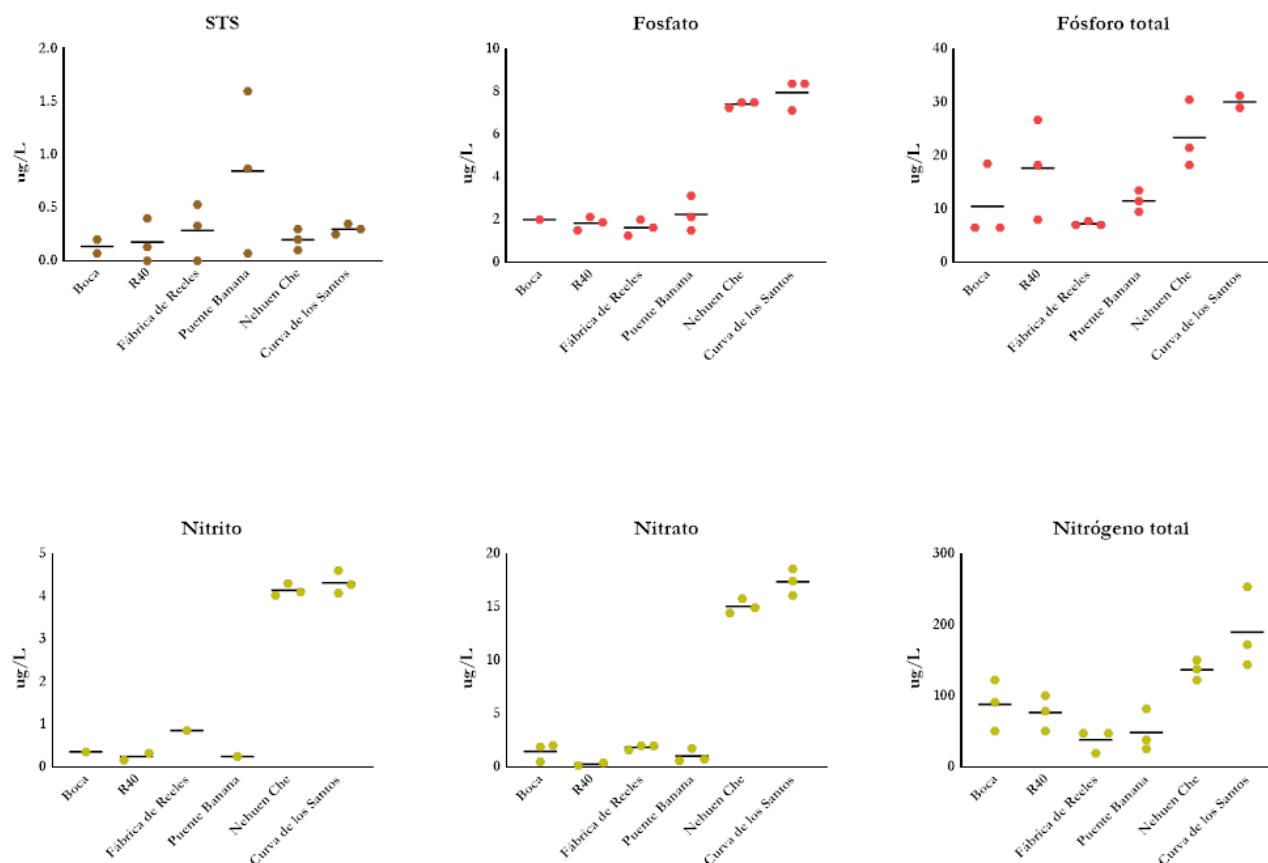 STS
ug/L
2.0
1.5
1.0
0.5
0.0
Boca
R40
Fábrica de Reeles
Puente Banana
Nehuen Che
Curva de los Santos
Fosfato
ug/L
10
8
6
4
2
0
Boca
R40
Fábrica de Reeles
Puente Banana
Nehuen Che
Curva de los Santos
Fósforo total
ug/L
40
30
20
10
0
Boca
R40
Fábrica de Reeles
Puente Banana
Nehuen Che
Curva de los Santos
Nitrito
ug/L
5
4
3
2
1
0
Boca
R40
Fábrica de Reeles
Puente Banana
Nehuen Che
Curva de los Santos
Nitrato
ug/L
20
15
10
5
0
Boca
R40
Fábrica de Reeles
Puente Banana
Nehuen Che
Curva de los Santos
Nitrógeno total
ug/L
300
200
100
0
Boca
R40
Fábrica de Reeles
Puente Banana
Nehuen Che
Curva de los Santos